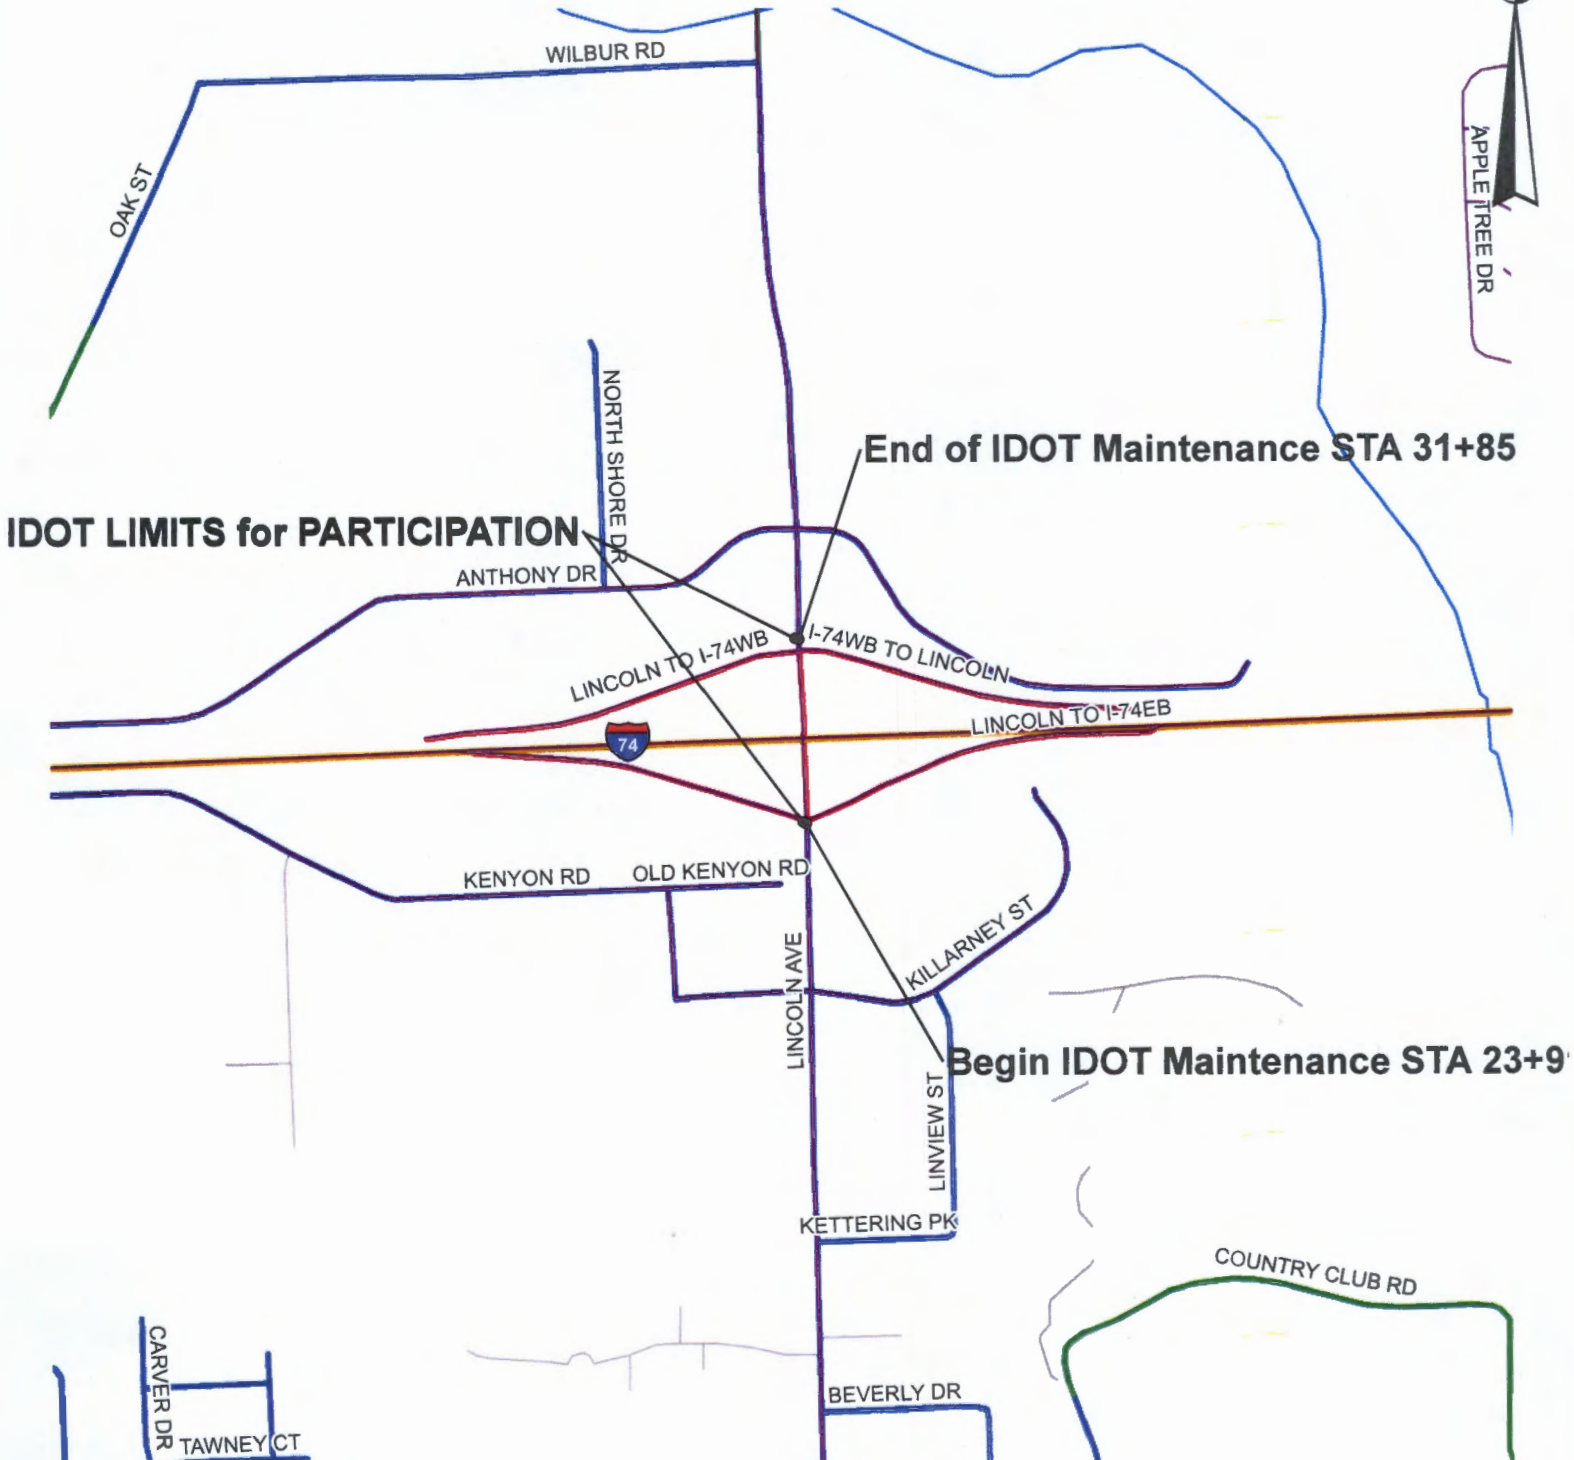 WILBUR RD
OAK ST
APPLE TREE DR
NORTH SHORE DR
End of IDOT Maintenance STA 31+85
IDOT LIMITS for PARTICIPATION
ANTHONY DR
LINCOLN TO I-74WB
I-74WB TO LINCOLN
LINCOLN TO I-74EB
74
KENYON RD
OLD KENYON RD
KILLARNEY ST
LINCOLN AVE
Begin IDOT Maintenance STA 23+9
LINVIEW ST
KETTERING PK
COUNTRY CLUB RD
CARVER DR
BEVERLY DR
TAWNEY CT